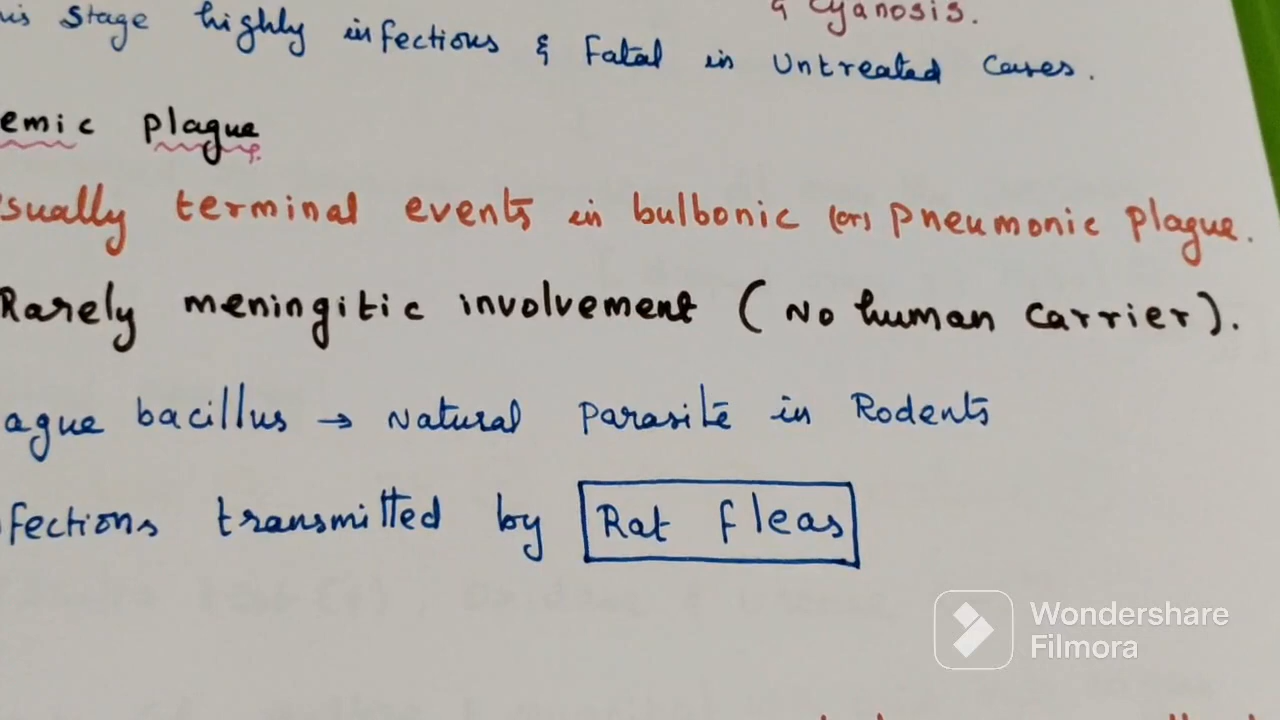 & cyanosis.
is stage highly infections & Fatal in Untreated cases.
emic plague
sually terminal events in bulbonic (or) pneumonic plague.
Rarely meningitic involvement (No human carrier).
ague bacillus → Natural parasite in Rodents
fections transmitted by Rat fleas
Wondershare
Filmora